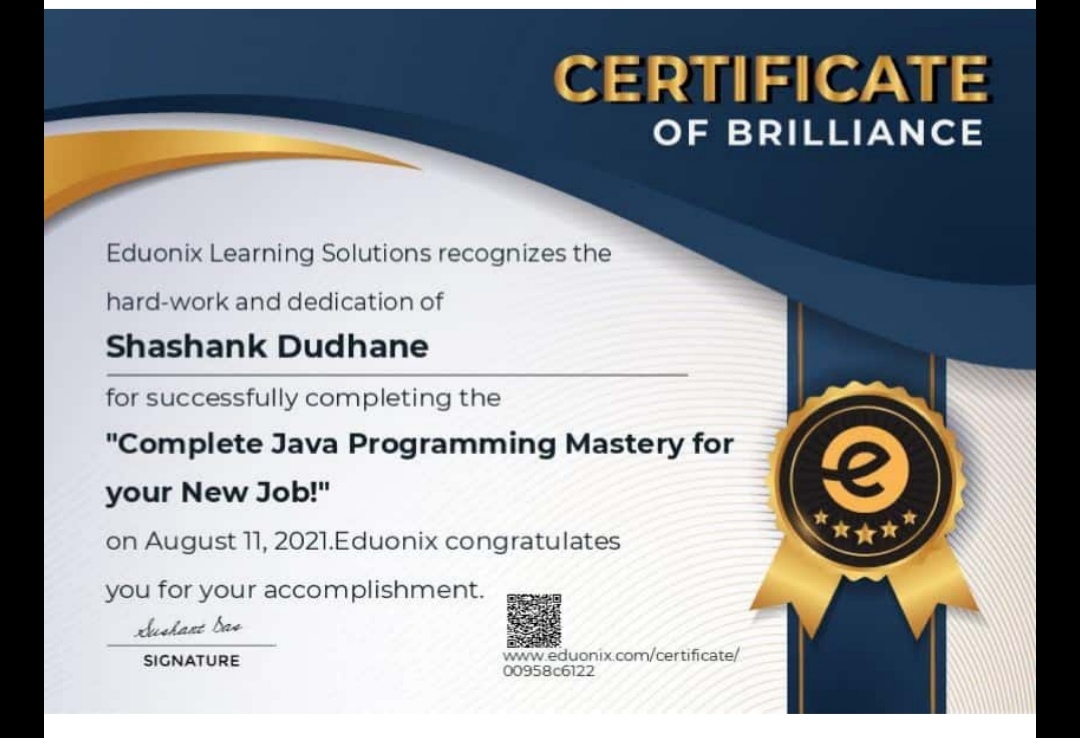 CERTIFICATE
OF BRILLIANCE
Eduonix Learning Solutions recognizes the
hard-work and dedication of
Shashank Dudhane
for successfully completing the
"Complete Java Programming Mastery for
your New Job!"
on August 11, 2021.Eduonix congratulates
you for your accomplishment.
Sushant Das
SIGNATURE
www.eduonix.com/certificate/
00958c6122
e